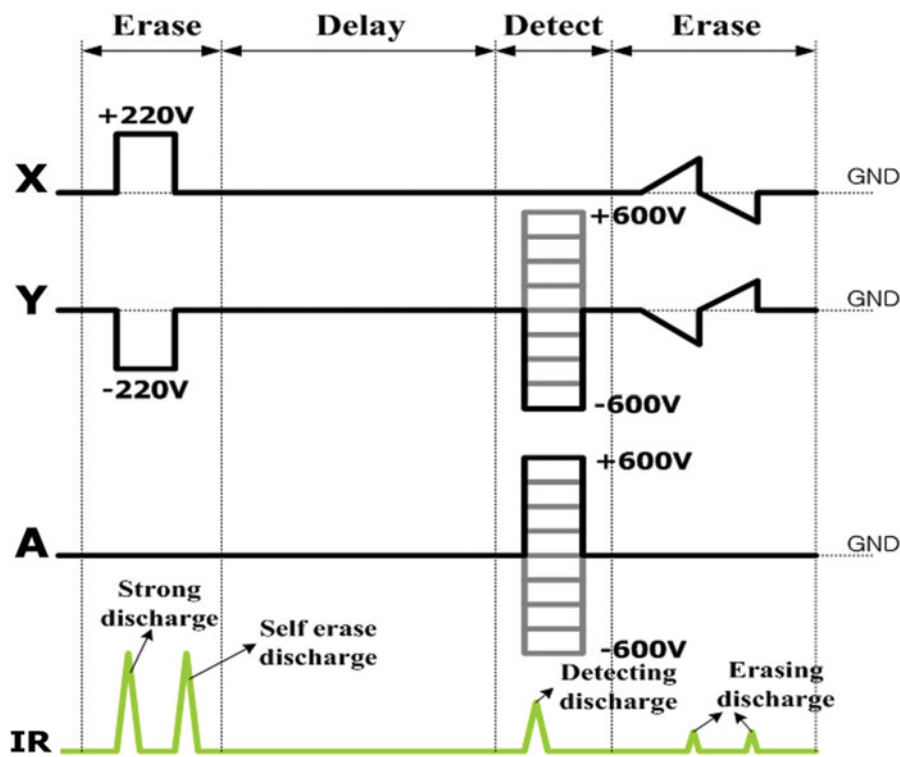 Erase Delay Detect Erase
+220V
X GND
+600V
Y GND
-220V
-600V
+600V
A GND
Strong
discharge
Self erase
discharge
-600V
Detecting
discharge
Erasing
discharge
IR